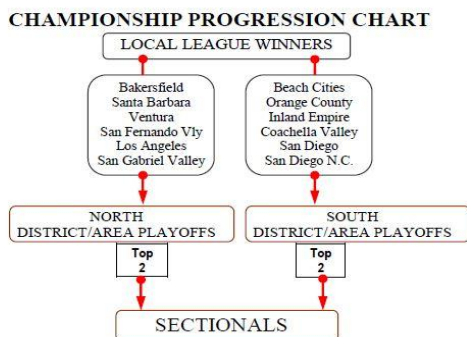 CHAMPIONSHIP PROGRESSION CHART
LOCAL LEAGUE WINNERS
Bakersfield
Santa Barbara
Ventura
San Fernando Vly
Los Angeles
San Gabriel Valley
Beach Cities
Orange County
Inland Empire
Coachella Valley
San Diego
San Diego N.C.
NORTH
DISTRICT/AREA PLAYOFFS
SOUTH
DISTRICT/AREA PLAYOFFS
Top
2
Top
2
SECTIONALS